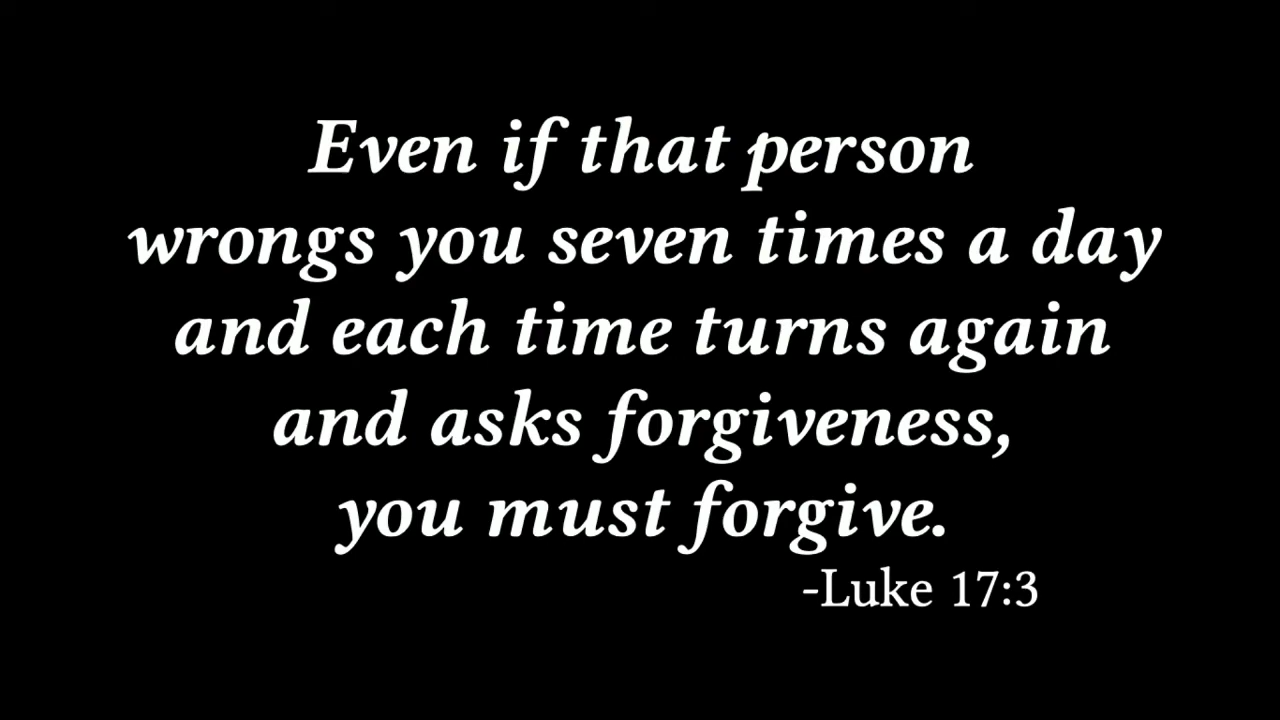 Even if that person
wrongs you seven times a day
and each time turns again
and asks forgiveness,
you must forgive.
-Luke 17:3